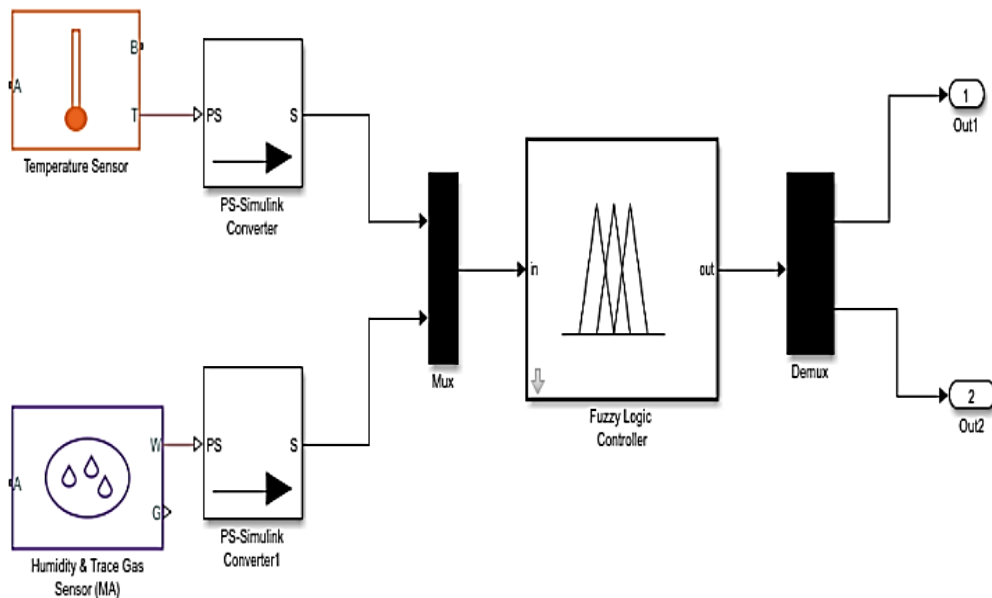 A
B
T
Temperature Sensor
PS
S
PS-Simulink
Converter
Mux
in
out
Fuzzy Logic
Controller
Demux
1
Out1
2
Out2
A
W
G
Humidity & Trace Gas
Sensor (MA)
PS
S
PS-Simulink
Converter1